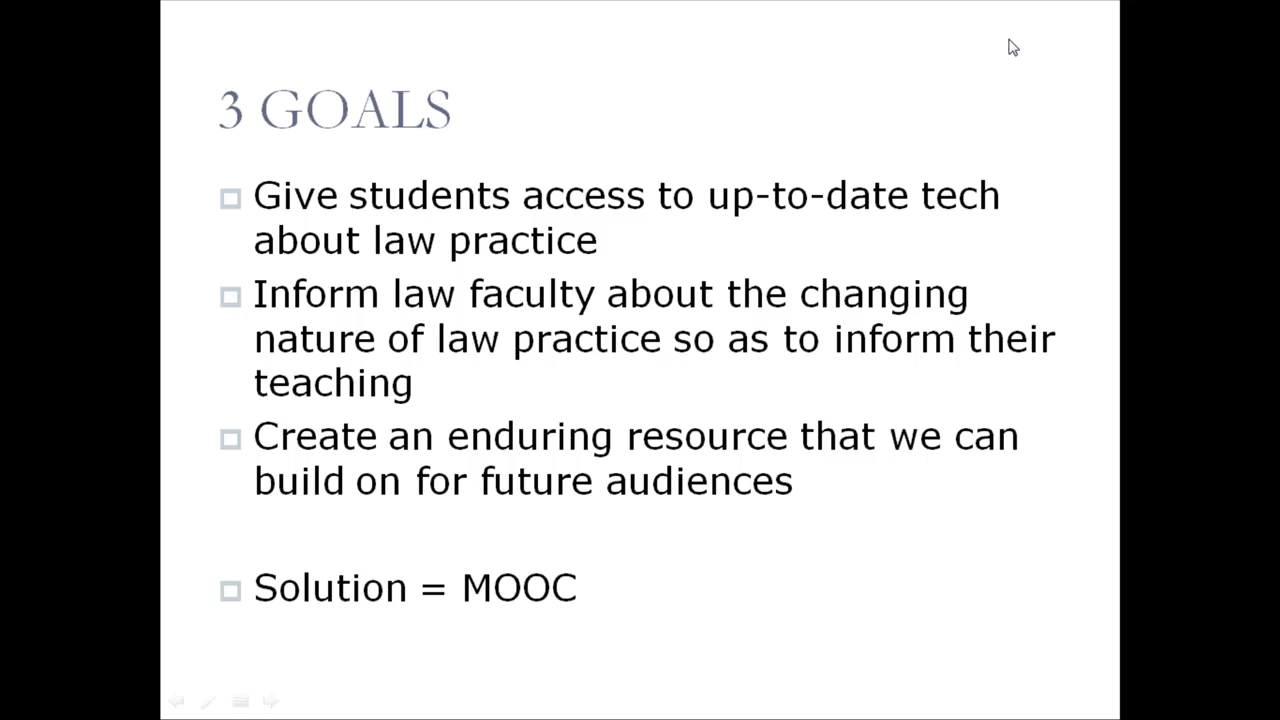 3 GOALS
Give students access to up-to-date tech
about law practice
Inform law faculty about the changing
nature of law practice so as to inform their
teaching
Create an enduring resource that we can
build on for future audiences
Solution = MOOC